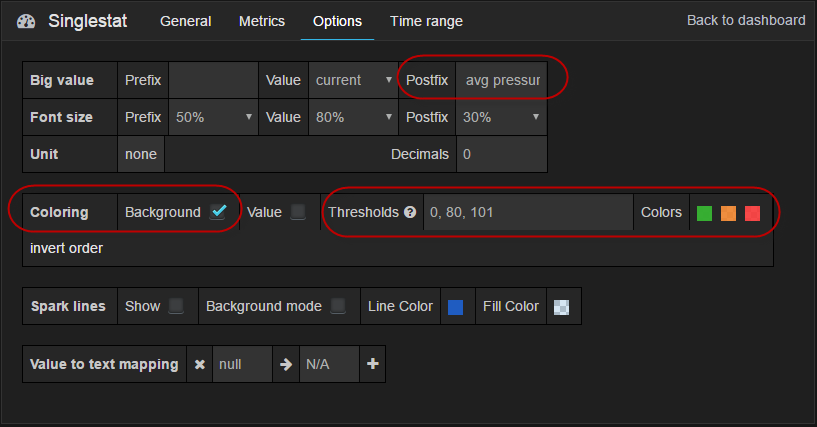 Singlestat General Metrics Options Time range Back to dashboard
Big value Prefix Value current Postfix avg pressur
Font size Prefix 50% Value 80% Postfix 30%
Unit none Decimals 0
Coloring Background Value Thresholds 0, 80, 101 Colors
invert order
Spark lines Show Background mode Line Color Fill Color
Value to text mapping null N/A